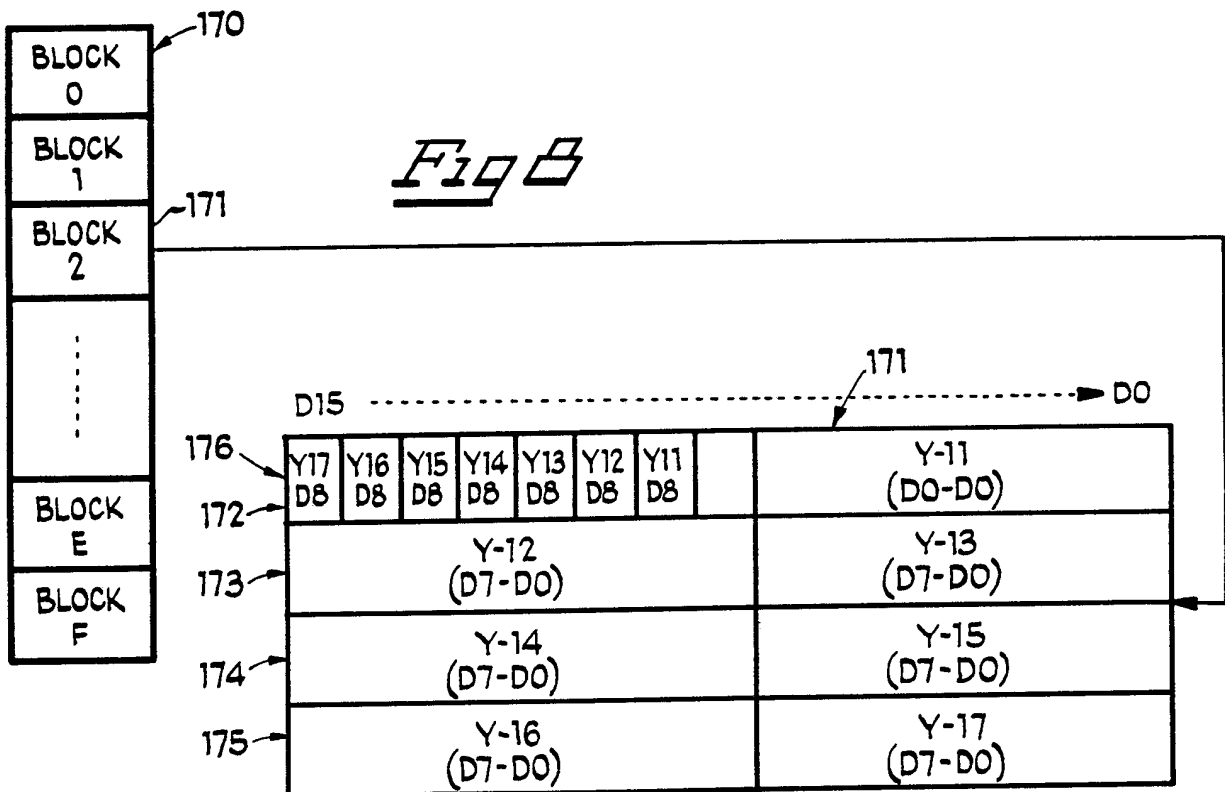 170
BLOCK
0
BLOCK
1
Fig 8
171
BLOCK
2
171
D15 D0
176
Y17 Y16 Y15 Y14 Y13 Y12 Y11
D8 D8 D8 D8 D8 D8 D8
Y-11
(D0-D0)
172
BLOCK
E
173
Y-12
(D7-D0)
Y-13
(D7-D0)
BLOCK
F
174
Y-14
(D7-D0)
Y-15
(D7-D0)
175
Y-16
(D7-D0)
Y-17
(D7-D0)